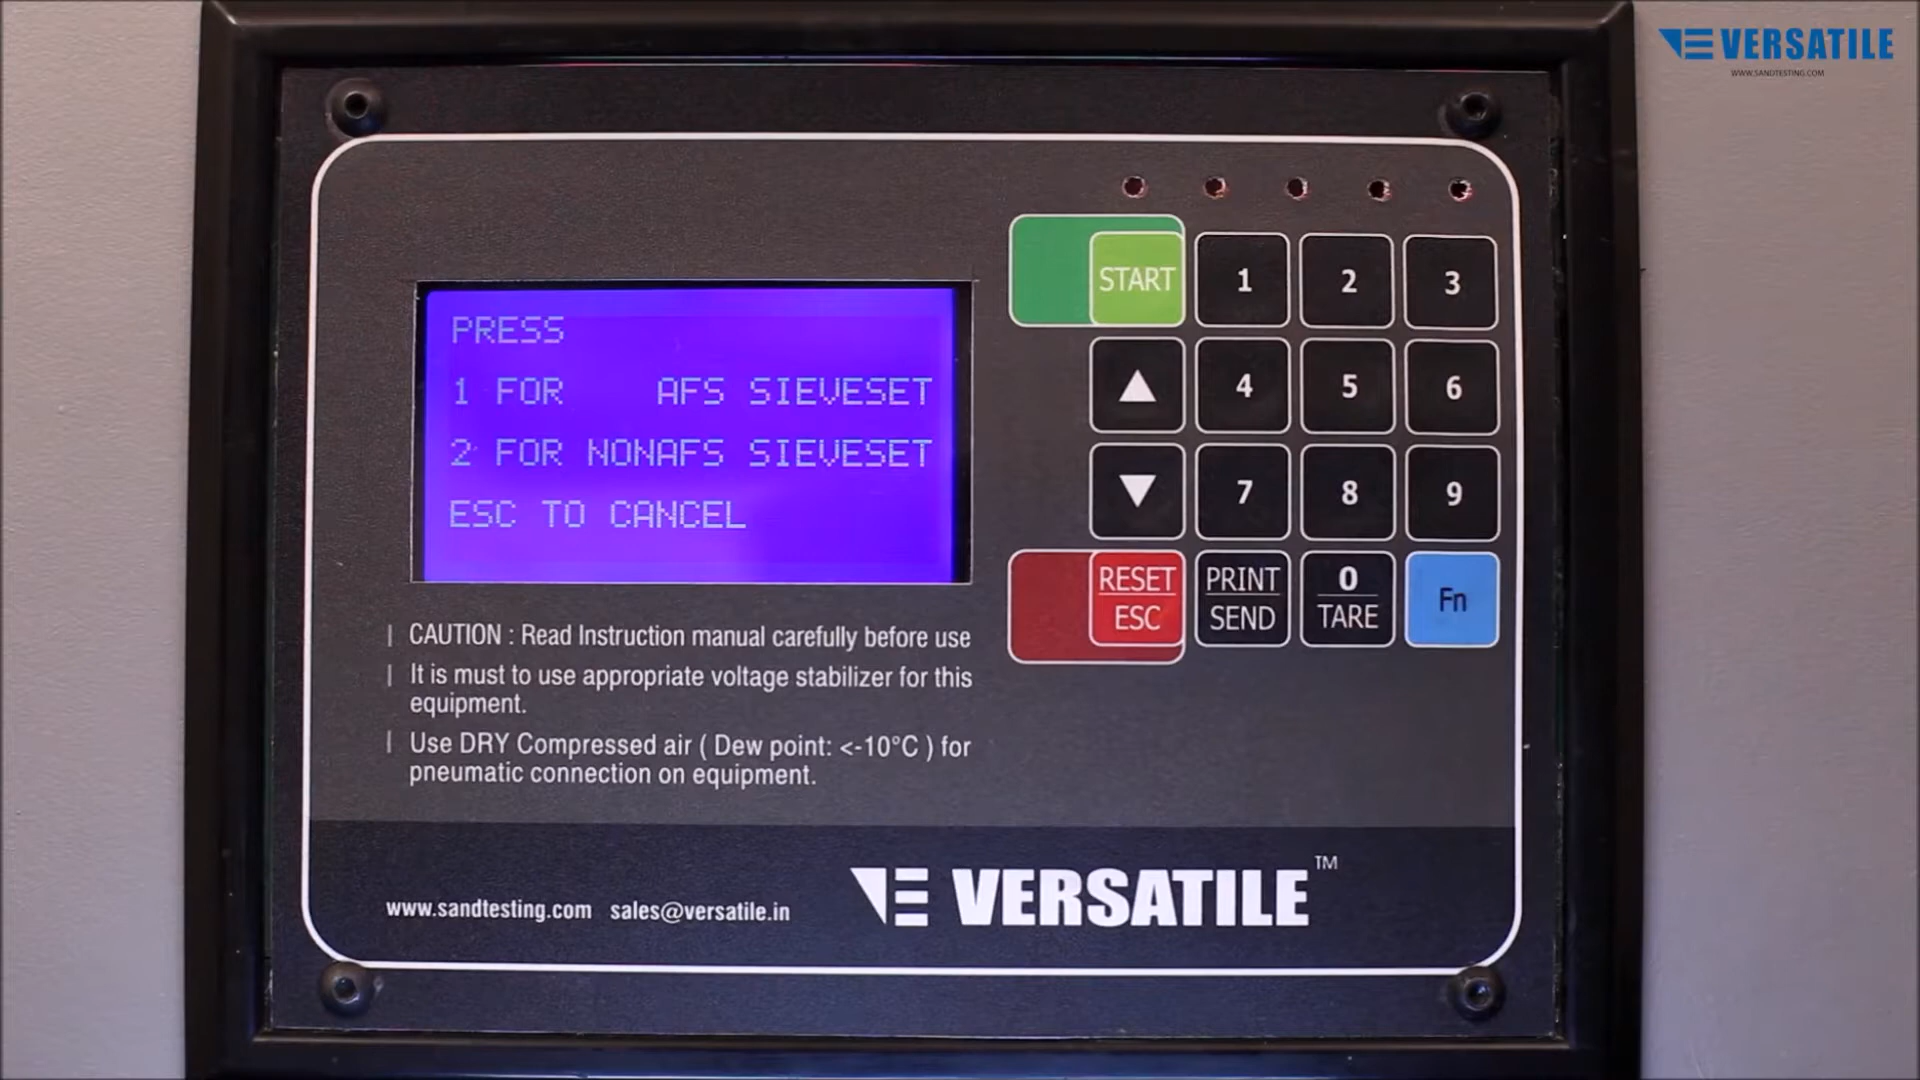 VERSATILE
WWW.SANDTESTING.COM
PRESS
1 FOR AFS SIEVESET
2 FOR NONAFS SIEVESET
ESC TO CANCEL
START 1 2 3
▲ 4 5 6
▼ 7 8 9
RESET ESC PRINT SEND 0 TARE Fn
| CAUTION : Read Instruction manual carefully before use
| It is must to use appropriate voltage stabilizer for this
equipment.
| Use DRY Compressed air ( Dew point: <-10°C ) for
pneumatic connection on equipment.
www.sandtesting.com sales@versatile.in
VERSATILE™